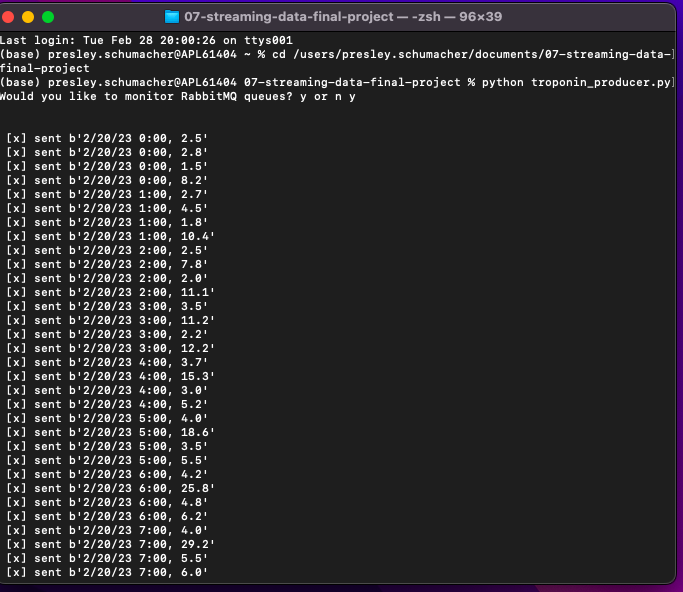 07-streaming-data-final-project — -zsh — 96×39
Last login: Tue Feb 28 20:00:26 on ttys001
(base) presley.schumacher@APL61404 ~ % cd /users/presley.schumacher/documents/07-streaming-data-]
final-project
(base) presley.schumacher@APL61404 07-streaming-data-final-project % python troponin_producer.py]
Would you like to monitor RabbitMQ queues? y or n y
[x] sent b'2/20/23 0:00, 2.5'
[x] sent b'2/20/23 0:00, 2.8'
[x] sent b'2/20/23 0:00, 1.5'
[x] sent b'2/20/23 0:00, 8.2'
[x] sent b'2/20/23 1:00, 2.7'
[x] sent b'2/20/23 1:00, 4.5'
[x] sent b'2/20/23 1:00, 1.8'
[x] sent b'2/20/23 1:00, 10.4'
[x] sent b'2/20/23 2:00, 2.5'
[x] sent b'2/20/23 2:00, 7.8'
[x] sent b'2/20/23 2:00, 2.0'
[x] sent b'2/20/23 2:00, 11.1'
[x] sent b'2/20/23 3:00, 3.5'
[x] sent b'2/20/23 3:00, 11.2'
[x] sent b'2/20/23 3:00, 2.2'
[x] sent b'2/20/23 3:00, 12.2'
[x] sent b'2/20/23 4:00, 3.7'
[x] sent b'2/20/23 4:00, 15.3'
[x] sent b'2/20/23 4:00, 3.0'
[x] sent b'2/20/23 4:00, 5.2'
[x] sent b'2/20/23 5:00, 4.0'
[x] sent b'2/20/23 5:00, 18.6'
[x] sent b'2/20/23 5:00, 3.5'
[x] sent b'2/20/23 5:00, 5.5'
[x] sent b'2/20/23 6:00, 4.2'
[x] sent b'2/20/23 6:00, 25.8'
[x] sent b'2/20/23 6:00, 4.8'
[x] sent b'2/20/23 6:00, 6.2'
[x] sent b'2/20/23 7:00, 4.0'
[x] sent b'2/20/23 7:00, 29.2'
[x] sent b'2/20/23 7:00, 5.5'
[x] sent b'2/20/23 7:00, 6.0'